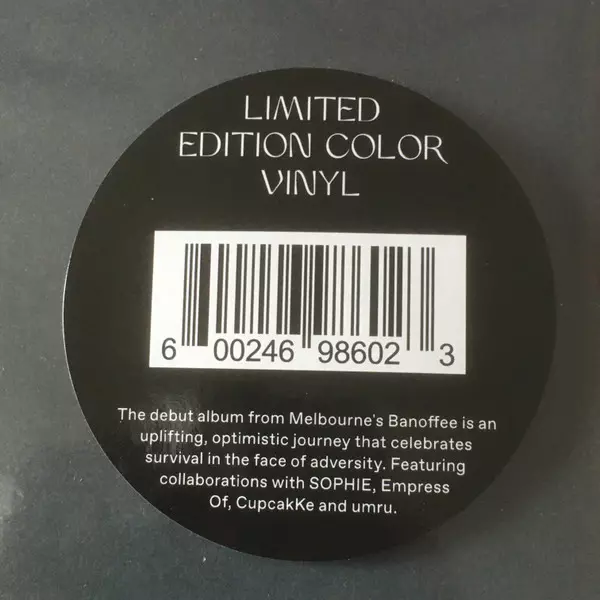 LIMITED
EDITION COLOR
VINYL
6 00246 98602 3
The debut album from Melbourne's Banoffee is an
uplifting, optimistic journey that celebrates
survival in the face of adversity. Featuring
collaborations with SOPHIE, Empress
Of, CupcakKe and umru.